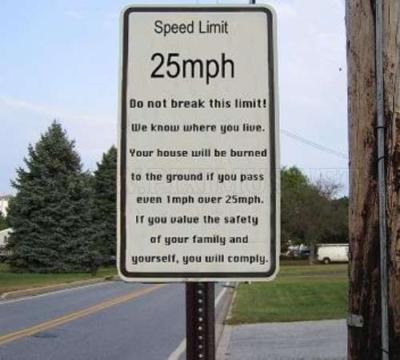 Speed Limit
25mph
Do not break this limit!
We know where you live.
Your house will be burned
to the ground if you pass
even 1mph over 25mph.
If you value the safety
of your family and
yourself, you will comply.